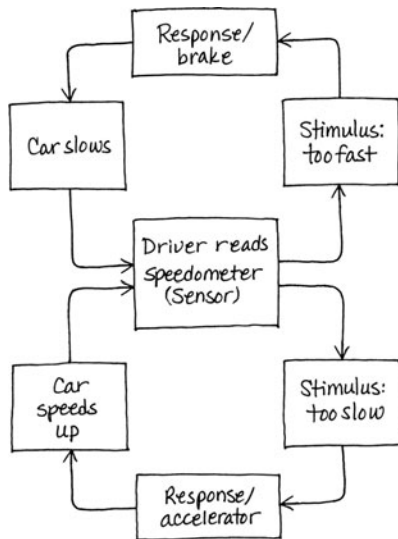 Response/
brake
Car slows
Stimulus:
too fast
Driver reads
speedometer
(Sensor)
Car
speeds
up
Stimulus:
too slow
Response/
accelerator